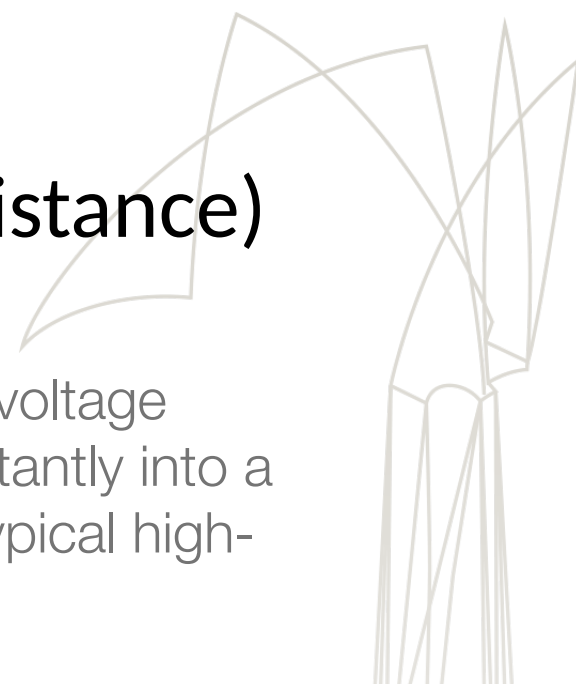 istance)
voltage
tantly into a
ypical high-